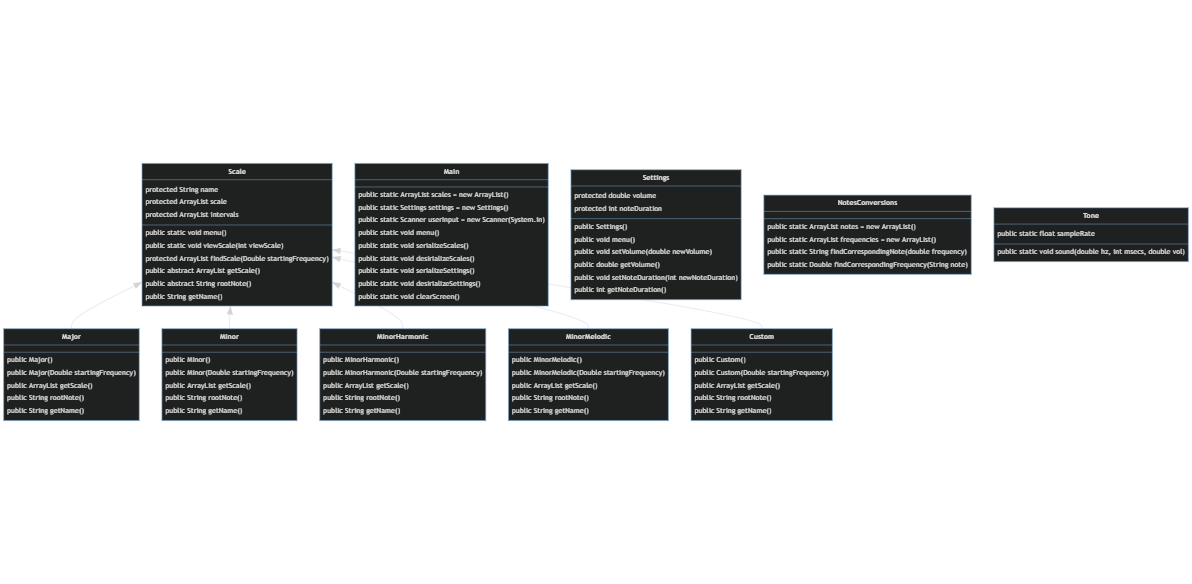 Scale
protected String name
protected ArrayList scale
protected ArrayList intervals
public static void menu()
public static void viewScale(int viewScale)
protected ArrayList findScale(Double startingFrequency)
public abstract ArrayList getScale()
public abstract String rootNote()
public String getName()
Main
public static ArrayList scales = new ArrayList()
public static Settings settings = new Settings()
public static Scanner userInput = new Scanner(System.in)
public static void menu()
public static void serializeScales()
public static void desirializeScales()
public static void serializeSettings()
public static void desirializeSettings()
public static void clearScreen()
Settings
protected double volume
protected int noteDuration
public Settings()
public void menu()
public void setVolume(double newVolume)
public double getVolume()
public void setNoteDuration(int newNoteDuration)
public int getNoteDuration()
NotesConversions
public static ArrayList notes = new ArrayList()
public static ArrayList frequencies = new ArrayList()
public static String findCorrespondingNote(double frequency)
public static Double findCorrespondingFrequency(String note)
Tone
public static float sampleRate
public static void sound(double hz, int msecs, double vol)
Major
public Major()
public Major(Double startingFrequency)
public ArrayList getScale()
public String rootNote()
public String getName()
Minor
public Minor()
public Minor(Double startingFrequency)
public ArrayList getScale()
public String rootNote()
public String getName()
MinorHarmonic
public MinorHarmonic()
public MinorHarmonic(Double startingFrequency)
public ArrayList getScale()
public String rootNote()
public String getName()
MinorMelodic
public MinorMelodic()
public MinorMelodic(Double startingFrequency)
public ArrayList getScale()
public String rootNote()
public String getName()
Custom
public Custom()
public Custom(Double startingFrequency)
public ArrayList getScale()
public String rootNote()
public String getName()